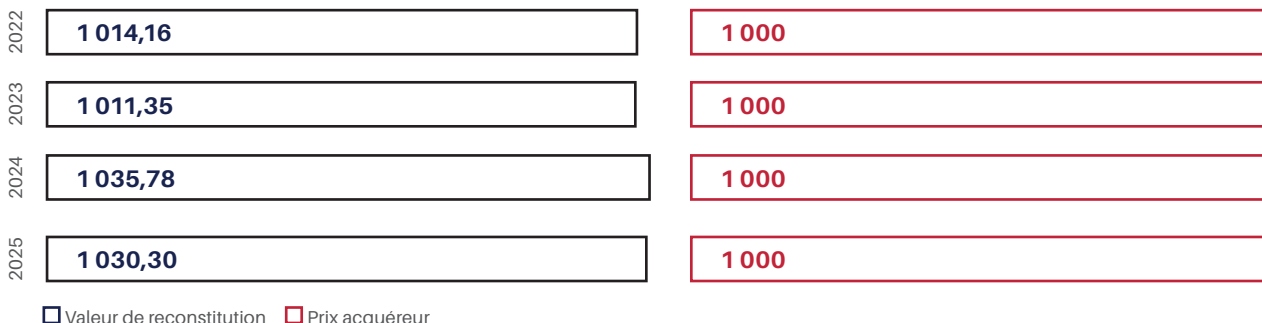 2022 1 014,16 1 000
2023 1 011,35 1 000
2024 1 035,78 1 000
2025 1 030,30 1 000
Valeur de reconstitution Prix acquéreur